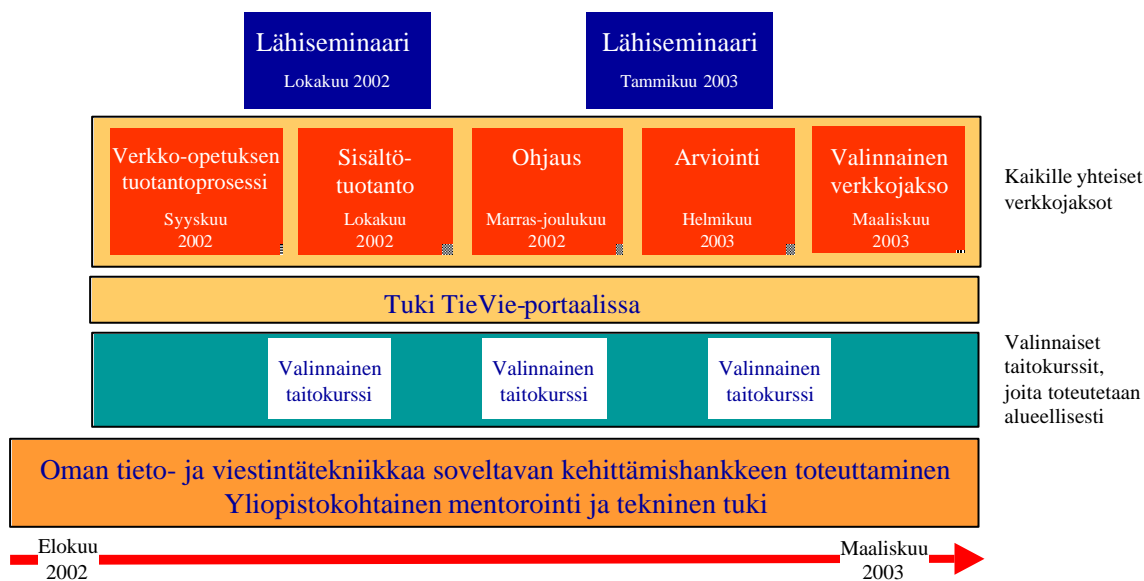 Lähiseminaari
Lokakuu 2002
Lähiseminaari
Tammikuu 2003
Verkko-opetuksen
tuotantoprosessi
Syyskuu
2002
Sisältö-
tuotanto
Lokakuu
2002
Ohjaus
Marras-joulukuu
2002
Arviointi
Helmikuu
2003
Valinnainen
verkkojakso
Maaliskuu
2003
Kaikille yhteiset
verkkojaksot
Tuki TieVie-portaalissa
Valinnainen
taitokurssi
Valinnainen
taitokurssi
Valinnainen
taitokurssi
Valinnaiset
taitokurssit,
joita toteutetaan
alueellisesti
Oman tieto- ja viestintätekniikkaa soveltavan kehittämishankkeen toteuttaminen
Yliopistokohtainen mentorointi ja tekninen tuki
Elokuu
2002
Maaliskuu
2003